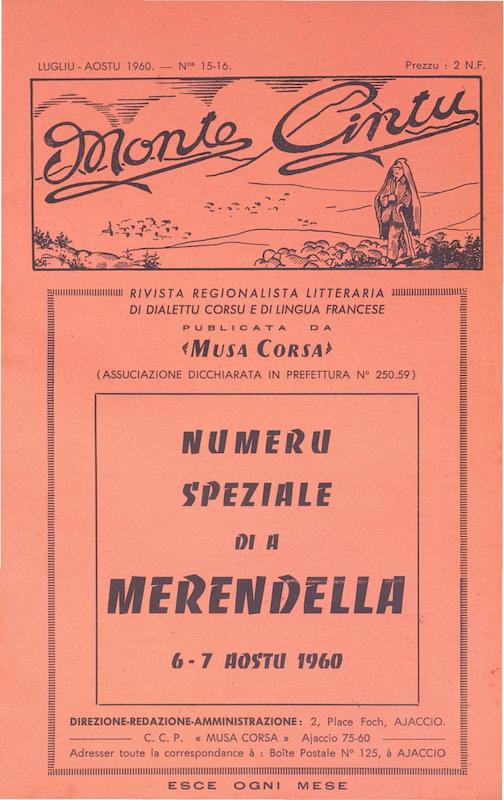 LUGLIU - AOSTU 1960. — Nos 15-16. Prezzu : 2 N.F.
Monte Cintu
RIVISTA REGIONALISTA LITTERARIA
DI DIALETTU CORSU E DI LINGUA FRANCESE
PUBLICATA DA
«MUSA CORSA»
(ASSUCIAZIONE DICCHIARATA IN PREFETTURA N° 250.59)
NUMERU
SPEZIALE
DI A
MERENDELLA
6 - 7 AOSTU 1960
DIREZIONE-REDAZIONE-AMMINISTRAZIONE : 2, Place Foch, AJACCIO.
C. C. P. « MUSA CORSA » Ajaccio 75-60
Adresser toute la correspondance à : Boîte Postale N° 125, à AJACCIO
ESCE OGNI MESE